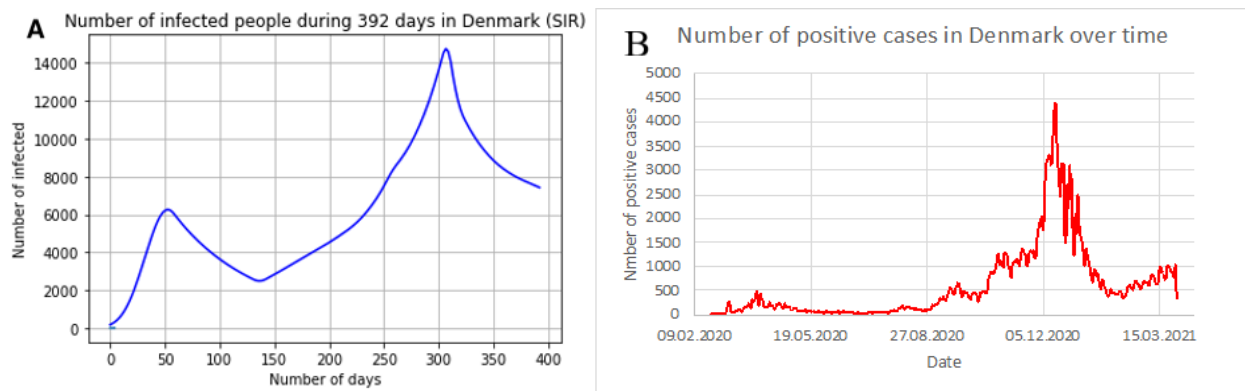 A
Number of infected people during 392 days in Denmark (SIR)
14000
12000
10000
8000
6000
4000
2000
0
Number of infected
0 50 100 150 200 250 300 350 400
Number of days
B
Number of positive cases in Denmark over time
5000
4500
4000
3500
3000
2500
2000
1500
1000
500
0
Nmber of positive cases
09.02.2020 19.05.2020 27.08.2020 05.12.2020 15.03.2021
Date